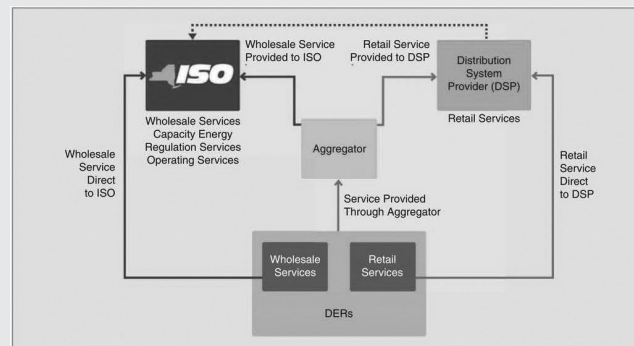 Wholesale Service
Provided to ISO
Retail Service
Provided to DSP
ISO
Distribution
System
Provider (DSP)
Wholesale Services
Capacity Energy
Regulation Services
Operating Services
Retail Services
Aggregator
Wholesale
Service
Direct
to ISO
Retail
Service
Direct
to DSP
Service Provided
Through Aggregator
Wholesale
Services
Retail
Services
DERs